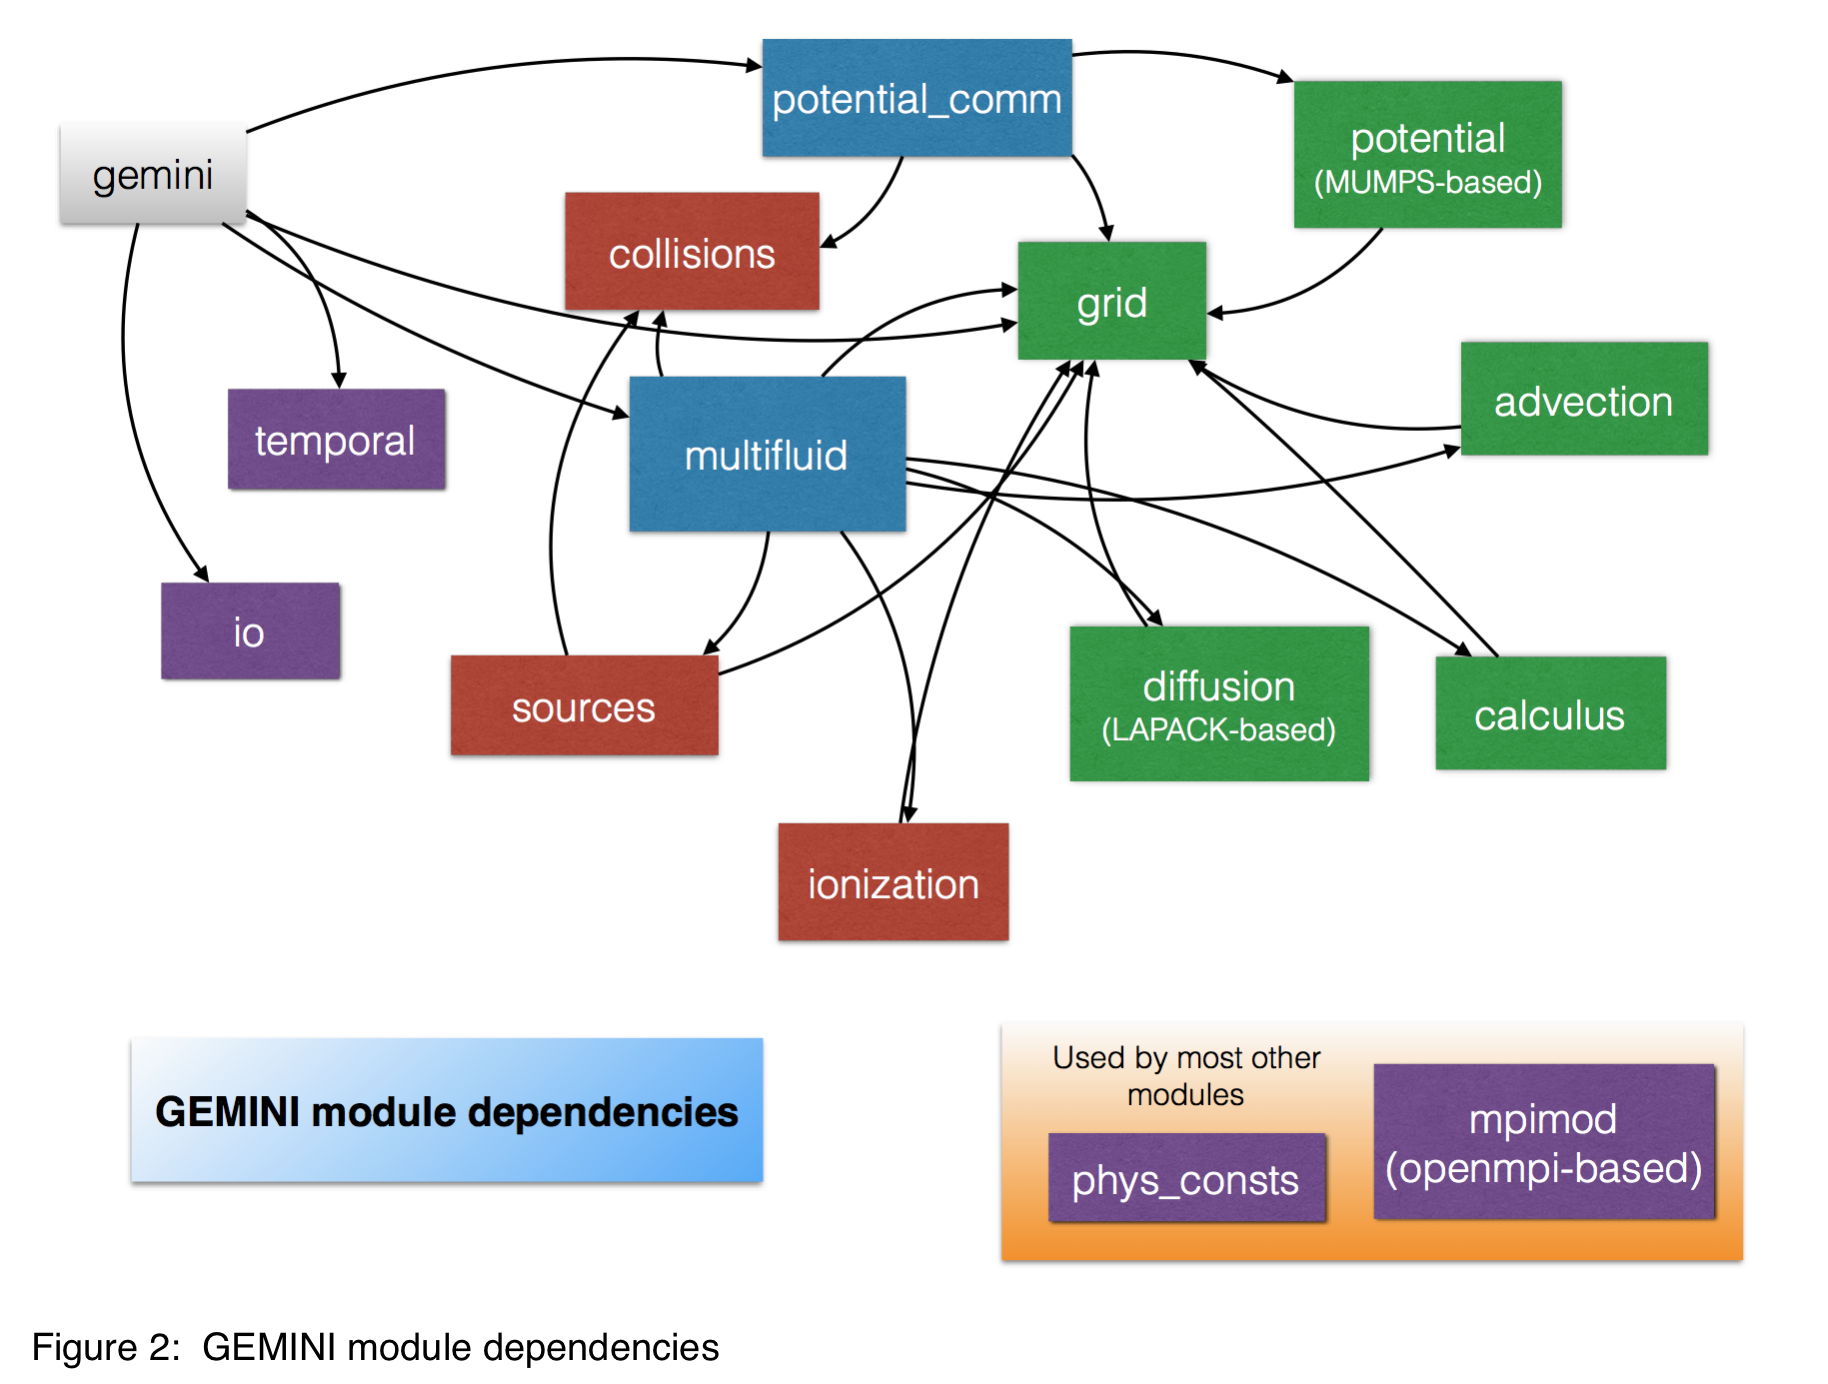 potential_comm
potential
(MUMPS-based)
gemini
collisions
grid
advection
temporal
multifluid
io
sources
diffusion
(LAPACK-based)
calculus
ionization
GEMINI module dependencies
Used by most other
modules
phys_consts
mpimod
(openmpi-based)
Figure 2:  GEMINI module dependencies